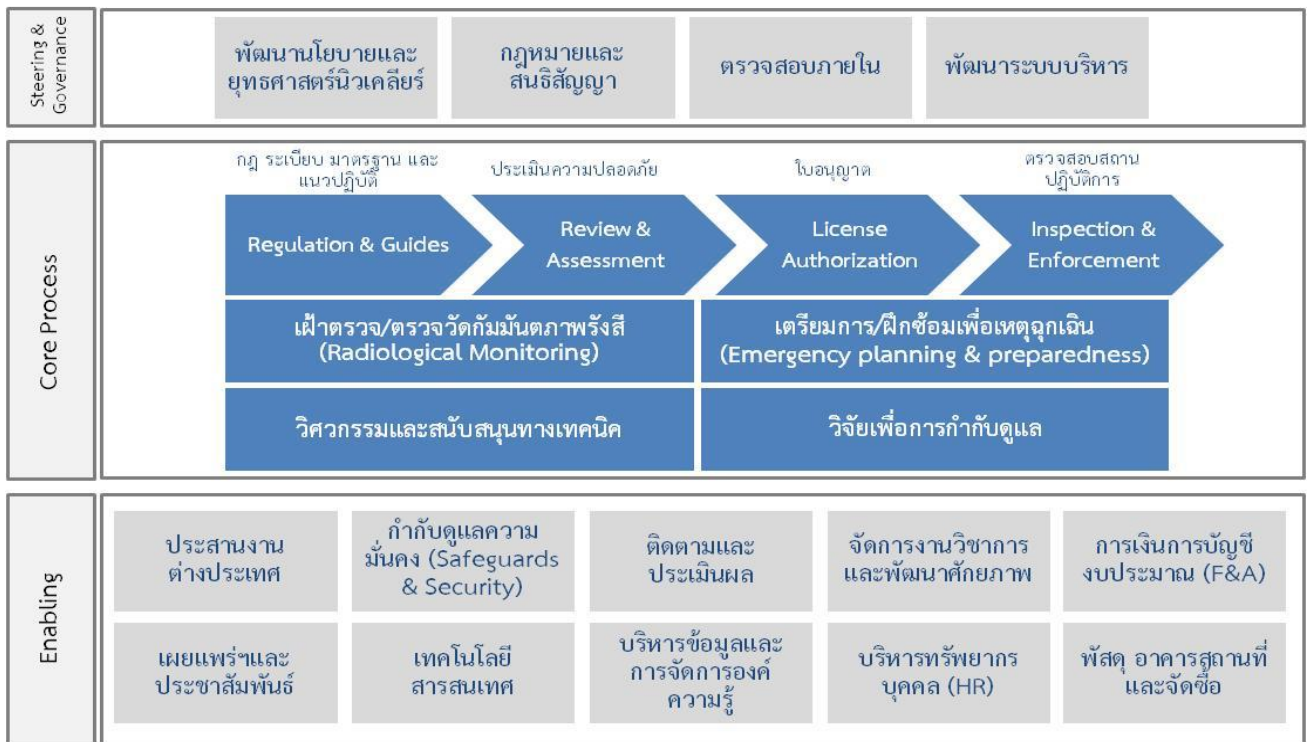 Steering &
Governance
พัฒนานโยบายและ
ยุทธศาสตร์นิวเคลียร์
กฎหมายและ
สนธิสัญญา
ตรวจสอบภายใน
พัฒนาระบบบริหาร
Core Process
กฎ ระเบียบ มาตรฐาน และ
แนวปฏิบัติ
ประเมินความปลอดภัย
ใบอนุญาต
ตรวจสอบสถาน
ปฏิบัติการ
Regulation & Guides
Review &
Assessment
License
Authorization
Inspection &
Enforcement
เฝ้าตรวจ/ตรวจวัดกัมมันตภาพรังสี
(Radiological Monitoring)
เตรียมการ/ฝึกซ้อมเพื่อเหตุฉุกเฉิน
(Emergency planning & preparedness)
วิศวกรรมและสนับสนุนทางเทคนิค
วิจัยเพื่อการกำกับดูแล
Enabling
ประสานงาน
ต่างประเทศ
กำกับดูแลความ
มั่นคง (Safeguards
& Security)
ติดตามและ
ประเมินผล
จัดการงานวิชาการ
และพัฒนาศักยภาพ
การเงินการบัญชี
งบประมาณ (F&A)
เผยแพร่ฯและ
ประชาสัมพันธ์
เทคโนโลยี
สารสนเทศ
บริหารข้อมูลและ
การจัดการองค์
ความรู้
บริหารทรัพยากร
บุคคล (HR)
พัสดุ อาคารสถานที่
และจัดซื้อ